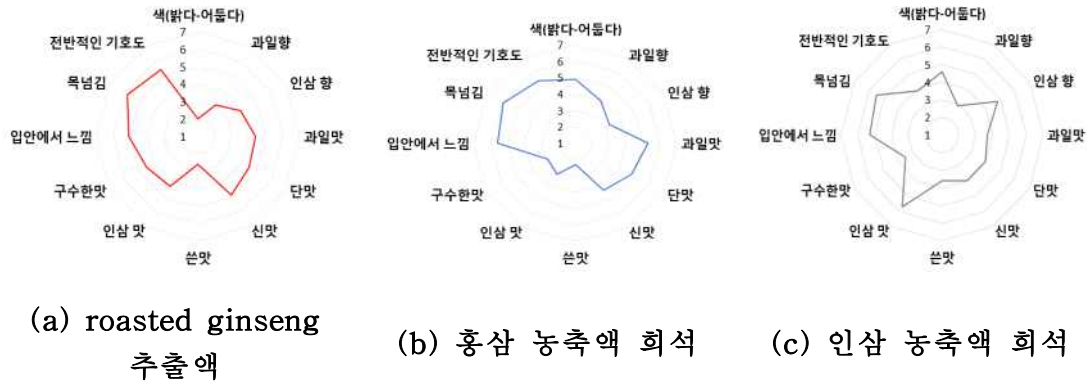 색(밝다-어둡다)
7
6
5
4
3
2
1
과일향
인삼 향
과일맛
단맛
신맛
쓴맛
인삼 맛
구수한맛
입안에서 느낌
목넘김
전반적인 기호도
(a) roasted ginseng
추출액
색(밝다-어둡다)
7
6
5
4
3
2
1
과일향
인삼 향
과일맛
단맛
신맛
쓴맛
인삼 맛
구수한맛
입안에서 느낌
목넘김
전반적인 기호도
(b) 홍삼 농축액 희석
색(밝다-어둡다)
7
6
5
4
3
2
1
과일향
인삼 향
과일맛
단맛
신맛
쓴맛
인삼 맛
구수한맛
입안에서 느낌
목넘김
전반적인 기호도
(c) 인삼 농축액 희석